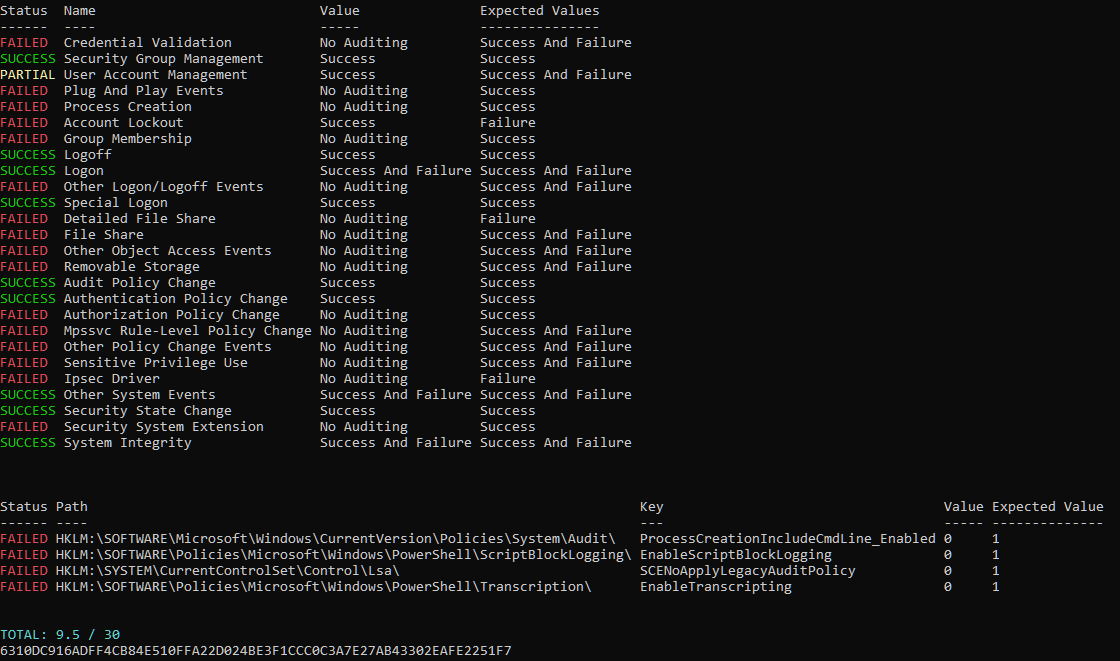 Status  Name                            Value               Expected Values
------  ----                            -----               ---------------
FAILED  Credential Validation           No Auditing         Success And Failure
SUCCESS Security Group Management       Success             Success
PARTIAL User Account Management         Success             Success And Failure
FAILED  Plug And Play Events            No Auditing         Success
FAILED  Process Creation                No Auditing         Success
FAILED  Account Lockout                 Success             Failure
FAILED  Group Membership                No Auditing         Success
SUCCESS Logoff                          Success             Success
SUCCESS Logon                           Success And Failure Success And Failure
FAILED  Other Logon/Logoff Events       No Auditing         Success And Failure
SUCCESS Special Logon                   Success             Success
FAILED  Detailed File Share             No Auditing         Failure
FAILED  File Share                      No Auditing         Success And Failure
FAILED  Other Object Access Events      No Auditing         Success And Failure
FAILED  Removable Storage               No Auditing         Success And Failure
SUCCESS Audit Policy Change             Success             Success
SUCCESS Authentication Policy Change    Success             Success
FAILED  Authorization Policy Change     No Auditing         Success
FAILED  Mpssvc Rule-Level Policy Change No Auditing         Success And Failure
FAILED  Other Policy Change Events      No Auditing         Success And Failure
FAILED  Sensitive Privilege Use         No Auditing         Success And Failure
FAILED  Ipsec Driver                    No Auditing         Failure
SUCCESS Other System Events             Success And Failure Success And Failure
SUCCESS Security State Change           Success             Success
FAILED  Security System Extension       No Auditing         Success
SUCCESS System Integrity                Success And Failure Success And Failure
Status Path                                                                     Key                                   Value Expected Value
------ ----                                                                     ---                                   ----- --------------
FAILED HKLM:\SOFTWARE\Microsoft\Windows\CurrentVersion\Policies\System\Audit\   ProcessCreationIncludeCmdLine_Enabled 0     1
FAILED HKLM:\SOFTWARE\Policies\Microsoft\Windows\PowerShell\ScriptBlockLogging\ EnableScriptBlockLogging              0     1
FAILED HKLM:\SYSTEM\CurrentControlSet\Control\Lsa\                              SCENoApplyLegacyAuditPolicy           0     1
FAILED HKLM:\SOFTWARE\Policies\Microsoft\Windows\PowerShell\Transcription\      EnableTranscripting                   0     1
TOTAL: 9.5 / 30
6310DC916ADFF4CB84E510FFA22D024BE3F1CCC0C3A7E27AB43302EAFE2251F7